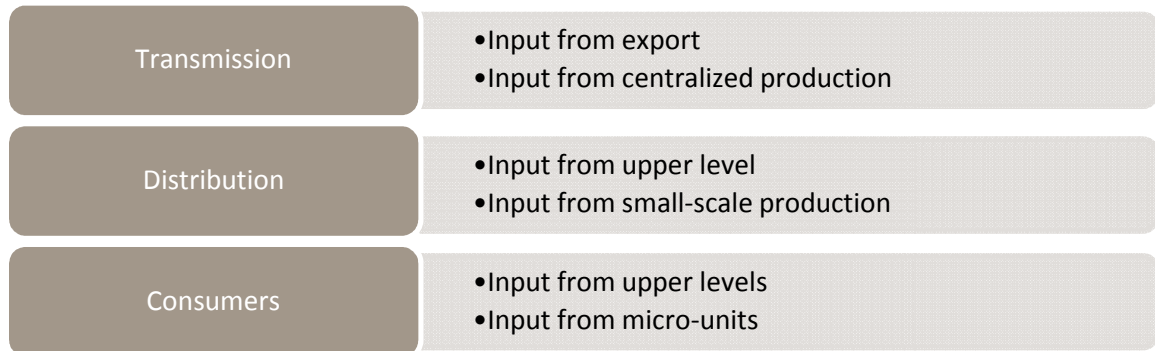 Transmission
•Input from export
•Input from centralized production
Distribution
•Input from upper level
•Input from small-scale production
Consumers
•Input from upper levels
•Input from micro-units